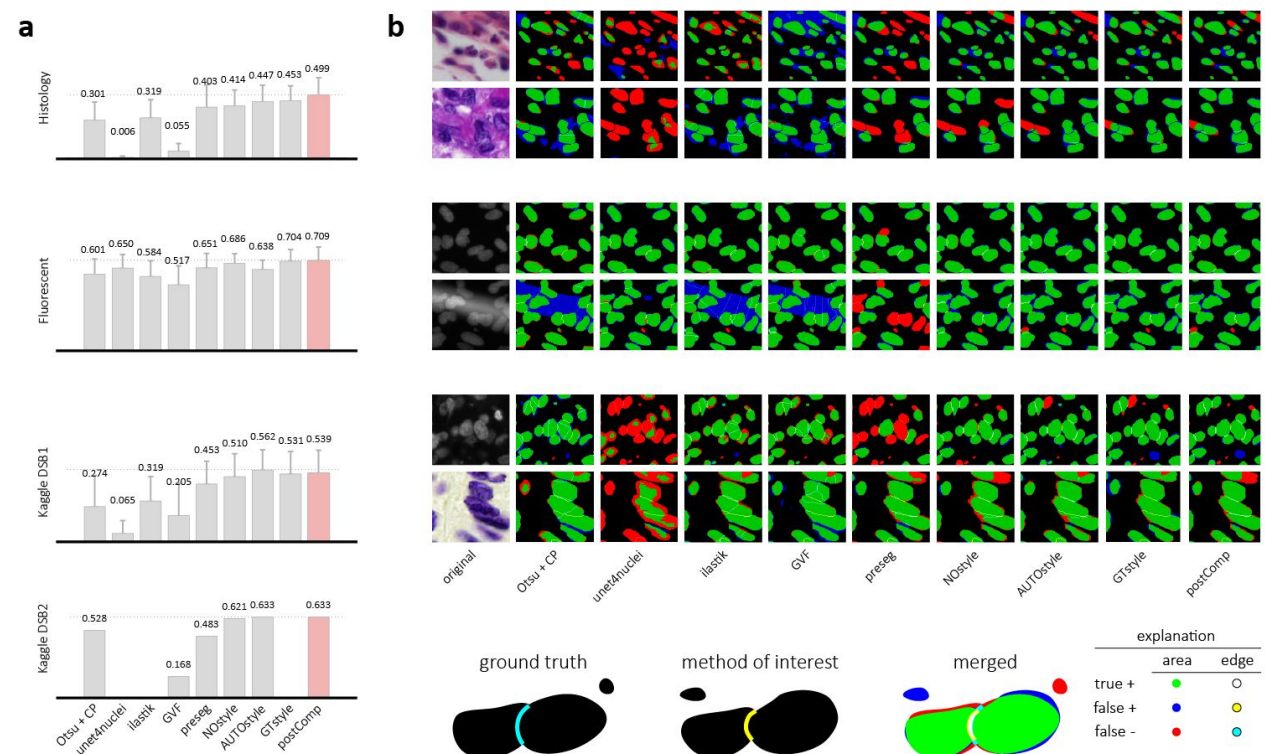 a
Histology
0.301
0.006
0.319
0.055
0.403
0.414
0.447
0.453
0.499
Fluorescent
0.601
0.650
0.584
0.517
0.651
0.686
0.638
0.704
0.709
Kaggle DSB1
0.274
0.065
0.319
0.205
0.453
0.510
0.562
0.531
0.539
Kaggle DSB2
0.528
0.168
0.483
0.621
0.633
0.633
Otsu + CP
unet4nuclei
ilastik
GVF
preseg
NOstyle
AUTOstyle
GTstyle
postComp
b
original
Otsu + CP
unet4nuclei
ilastik
GVF
preseg
NOstyle
AUTOstyle
GTstyle
postComp
ground truth
method of interest
merged
explanation
area edge
true +
false +
false -